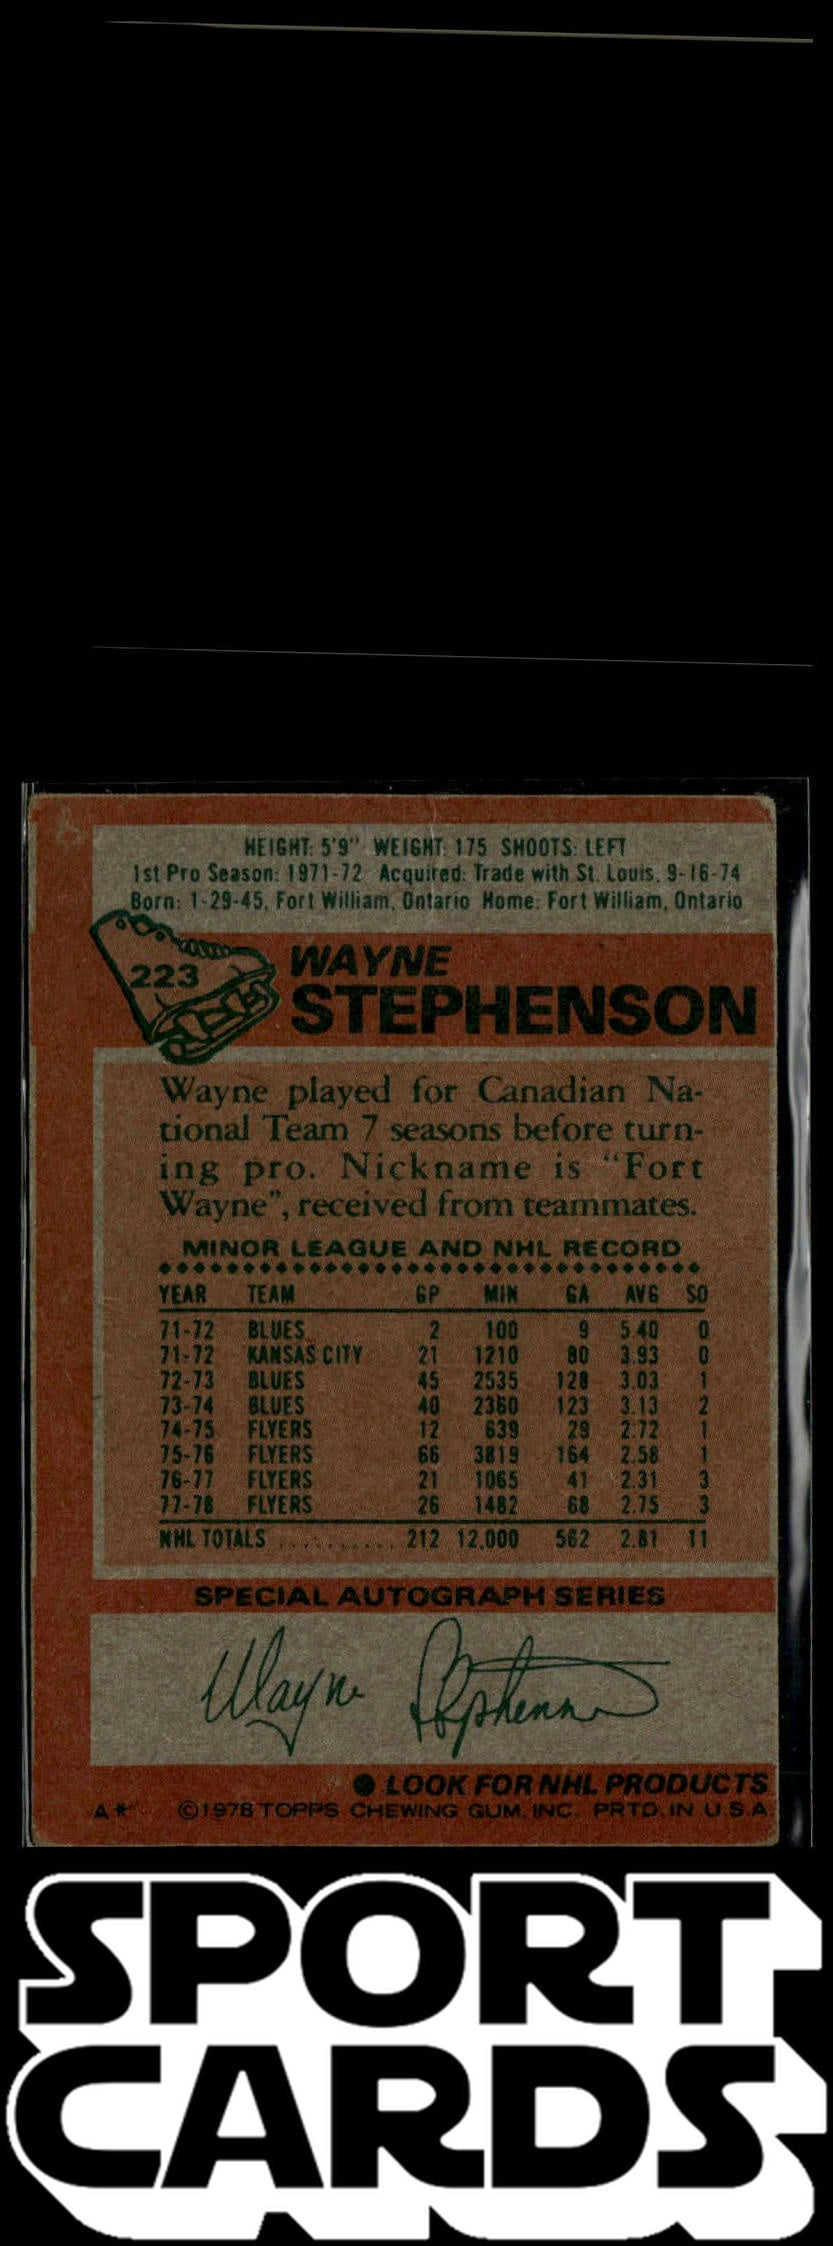 HEIGHT: 5'9" WEIGHT: 175 SHOOTS: LEFT
1st Pro Season: 1971-72 Acquired: Trade with St. Louis, 9-16-74
Born: 1-29-45, Fort William, Ontario Home: Fort William, Ontario
223
WAYNE
STEPHENSON
Wayne played for Canadian Na-
tional Team 7 seasons before turn-
ing pro. Nickname is "Fort
Wayne", received from teammates.
MINOR LEAGUE AND NHL RECORD
YEAR TEAM GP MIN GA AVG SO
71-72 BLUES 2 100 9 5.40 0
71-72 KANSAS CITY 21 1210 80 3.93 0
72-73 BLUES 45 2535 128 3.03 1
73-74 BLUES 40 2360 123 3.13 2
74-75 FLYERS 12 639 29 2.72 1
75-76 FLYERS 66 3819 164 2.58 1
76-77 FLYERS 21 1065 41 2.31 3
77-78 FLYERS 26 1482 68 2.75 3
NHL TOTALS .......... 212 12,000 562 2.81 11
SPECIAL AUTOGRAPH SERIES
Wayne Stephenson
● LOOK FOR NHL PRODUCTS
A* ©1978 TOPPS CHEWING GUM, INC. PRTD. IN U.S.A.
SPORT
CARDS